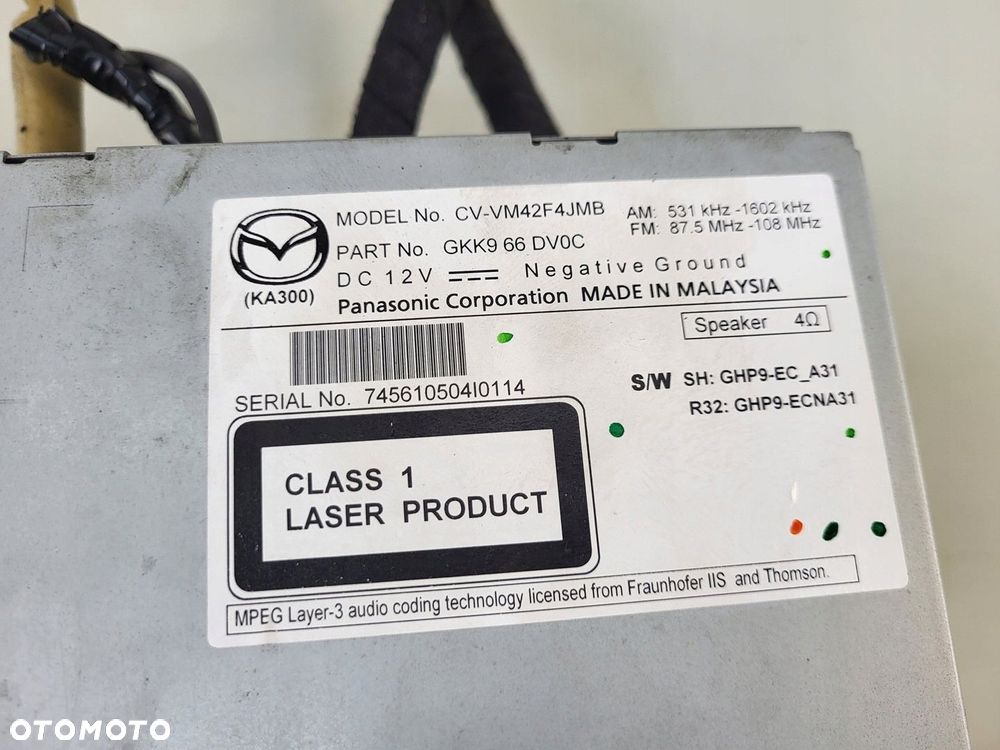 MODEL No. CV-VM42F4JMB
AM: 531 kHz -1602 kHz
FM: 87.5 MHz -108 MHz
PART No. GKK9 66 DV0C
DC 12V Negative Ground
(KA300)
Panasonic Corporation MADE IN MALAYSIA
Speaker 4Ω
SERIAL No. 745610504I0114
S/W SH: GHP9-EC_A31
R32: GHP9-ECNA31
CLASS 1
LASER PRODUCT
MPEG Layer-3 audio coding technology licensed from Fraunhofer IIS and Thomson.
OTOMOTO